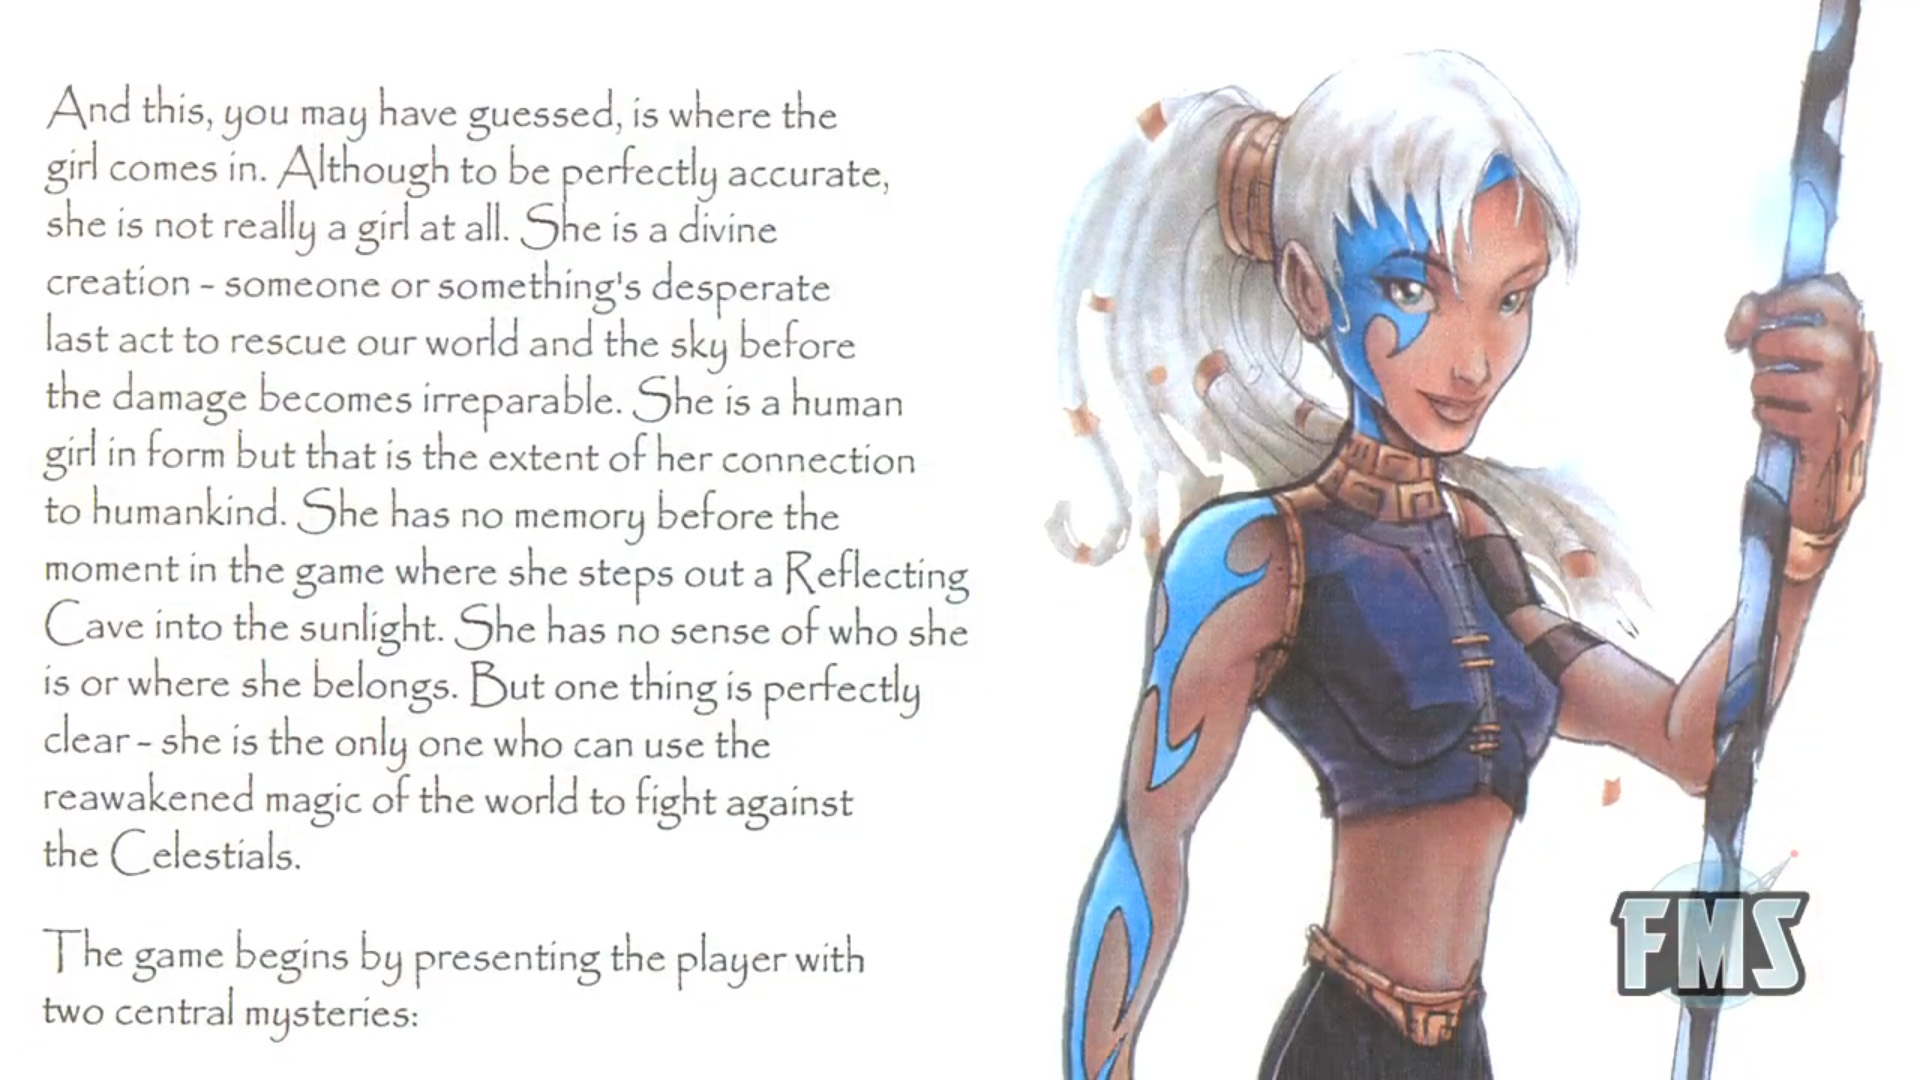 And this, you may have guessed, is where the
girl comes in. Although to be perfectly accurate,
she is not really a girl at all. She is a divine
creation - someone or something's desperate
last act to rescue our world and the sky before
the damage becomes irreparable. She is a human
girl in form but that is the extent of her connection
to humankind. She has no memory before the
moment in the game where she steps out a Reflecting
Cave into the sunlight. She has no sense of who she
is or where she belongs. But one thing is perfectly
clear - she is the only one who can use the
reawakened magic of the world to fight against
the Celestials.
The game begins by presenting the player with
two central mysteries:
FMS